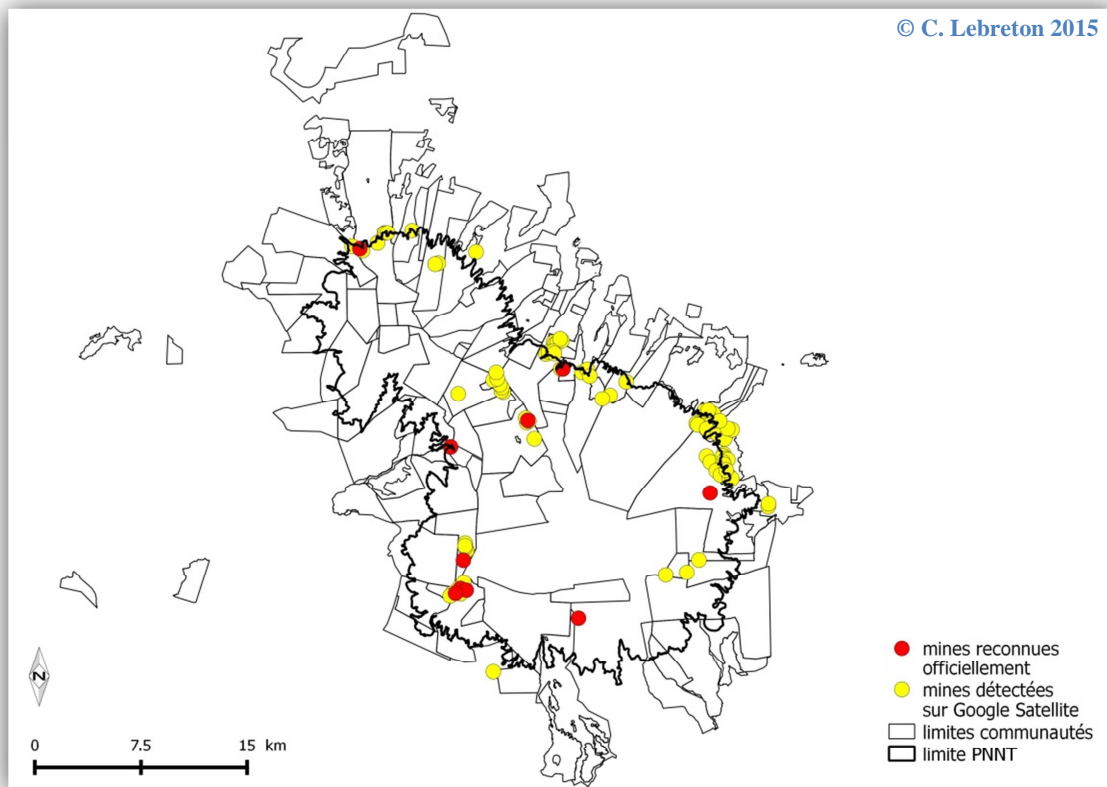 © C. Lebreton 2015
mines reconnues
officiellement
mines détectées
sur Google Satellite
limites communautés
limite PNNT
N
0 7.5 15 km